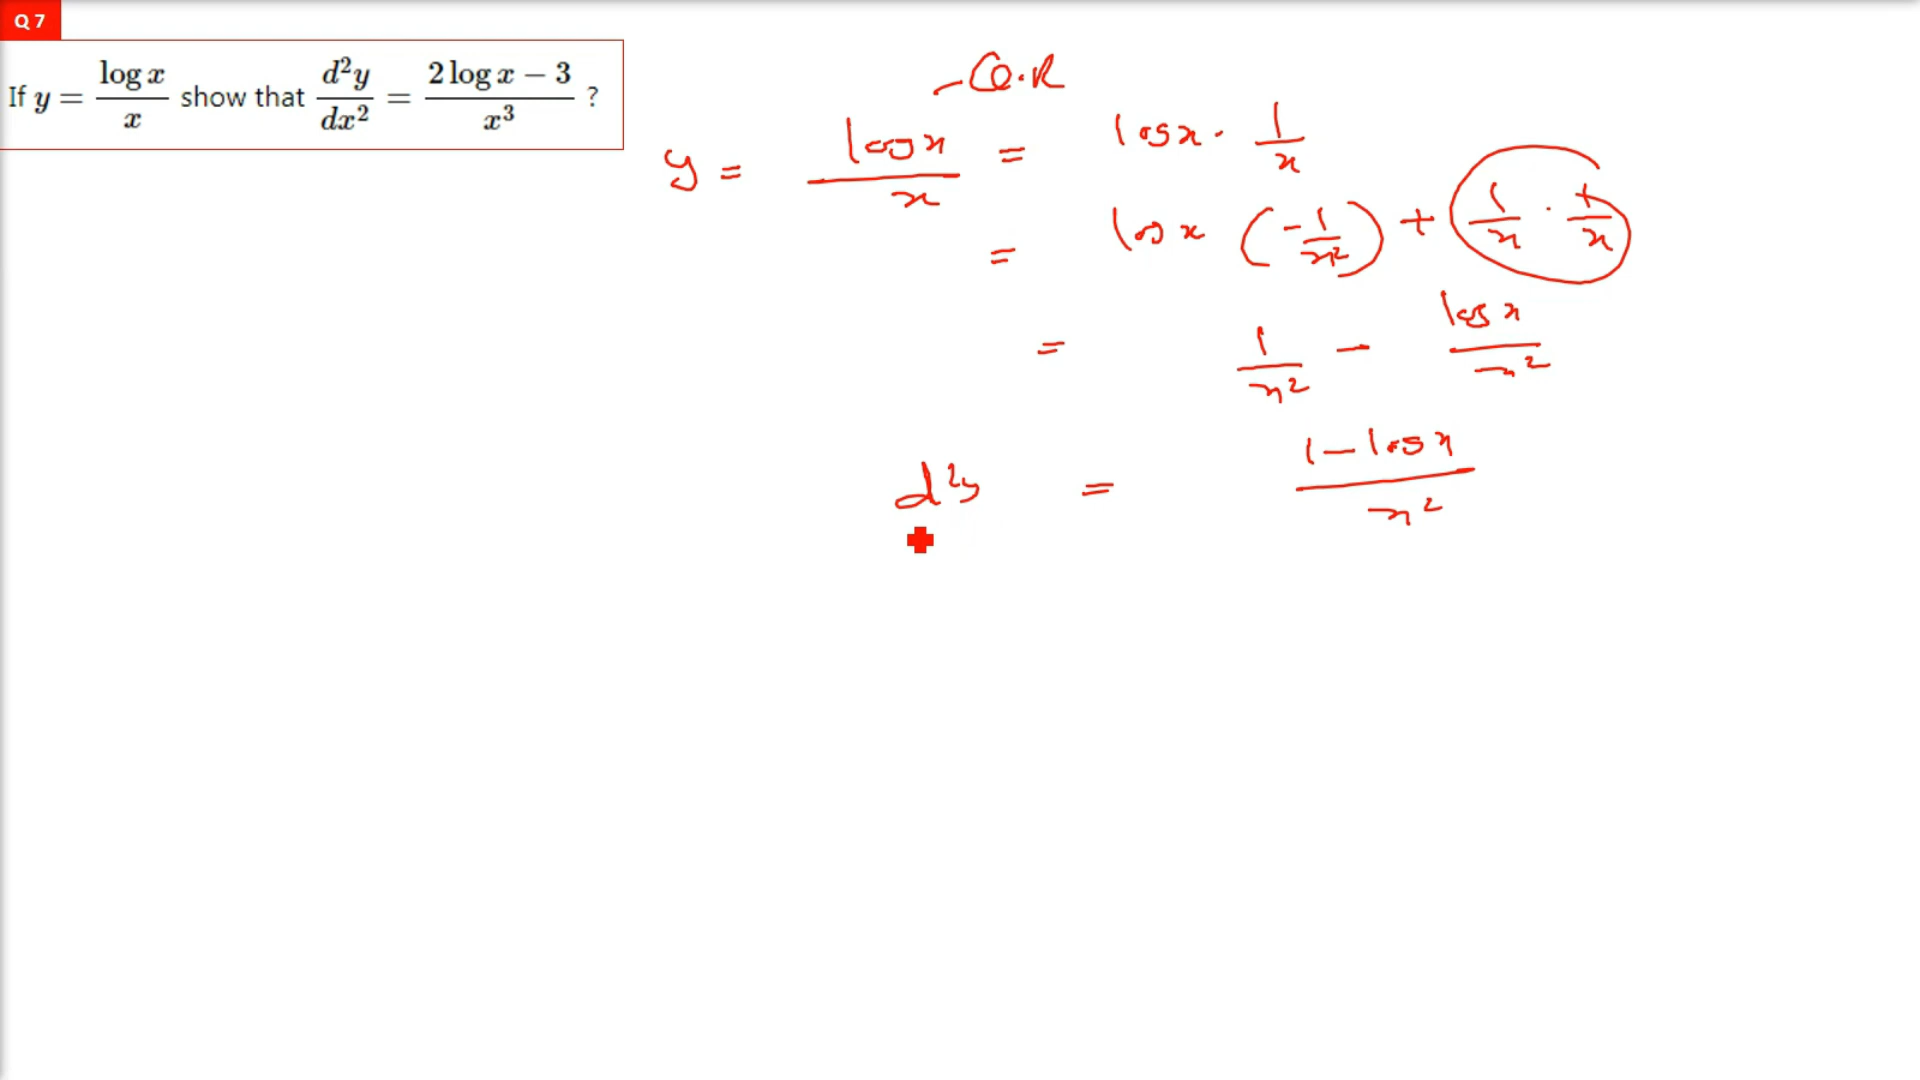 Q 7
If y = log x / x show that d²y / dx² = 2 log x − 3 / x³ ?
- Q.R
y = log x / x = log x · 1 / x
= log x (- 1 / x²) + 1 / x · 1 / x
= 1 / x² - log x / x²
d²y = 1 - log x / x²